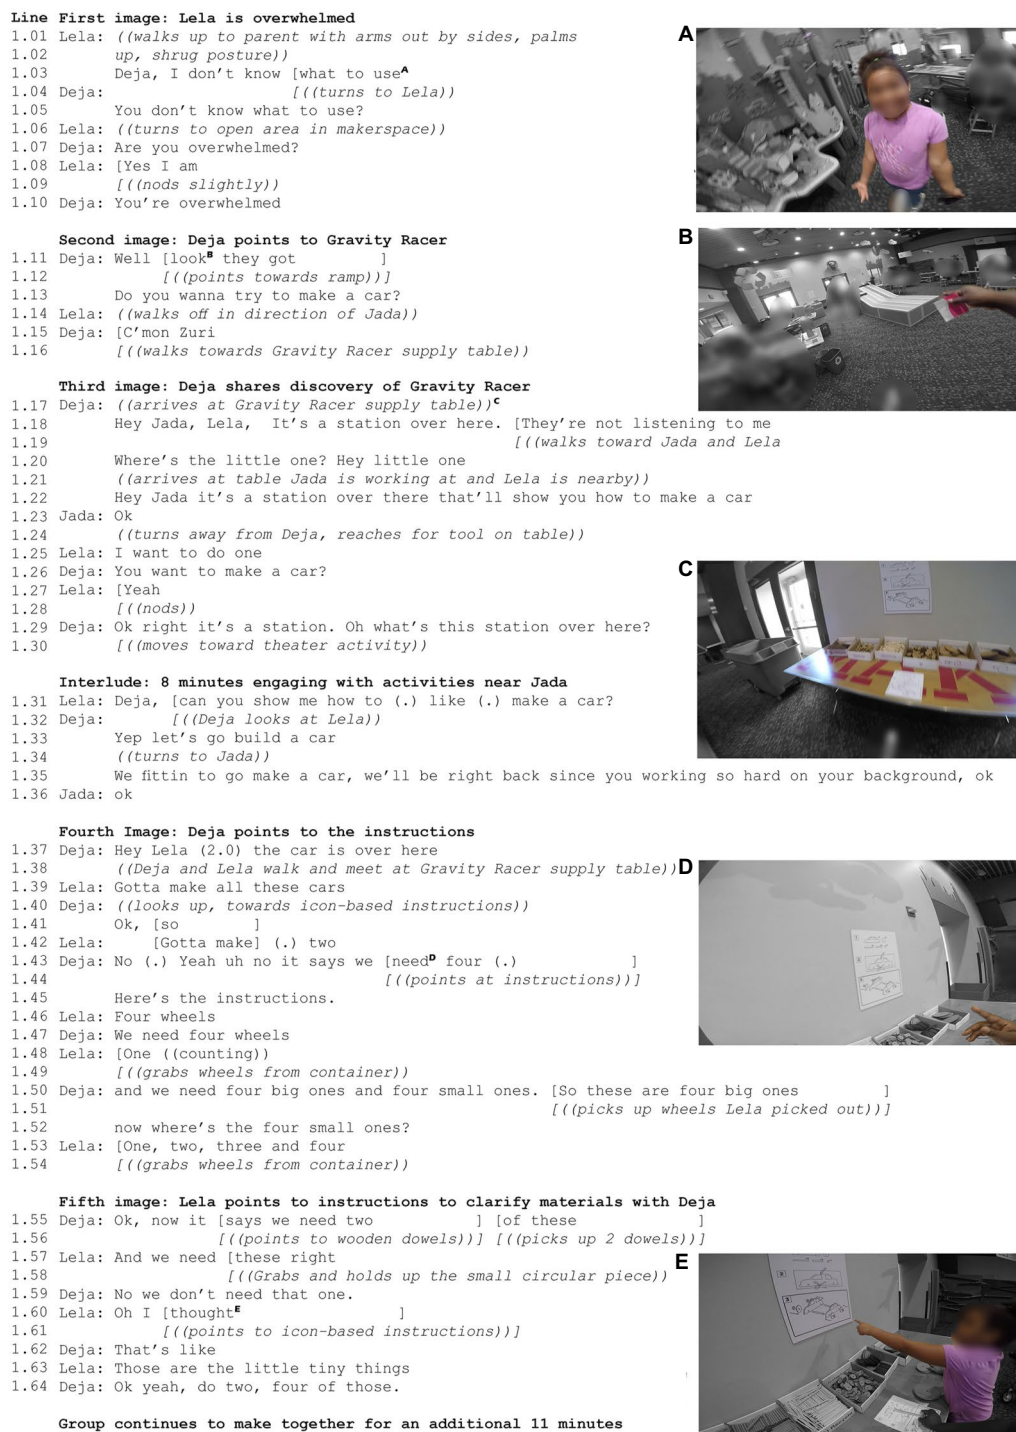 Line First image: Lela is overwhelmed
1.01 Lela: ((walks up to parent with arms out by sides, palms
1.02 up, shrug posture))
1.03 Deja, I don't know [what to useA
1.04 Deja: [((turns to Lela))
1.05 You don't know what to use?
1.06 Lela: ((turns to open area in makerspace))
1.07 Deja: Are you overwhelmed?
1.08 Lela: [Yes I am
1.09 [((nods slightly))
1.10 Deja: You're overwhelmed
A
Second image: Deja points to Gravity Racer
1.11 Deja: Well [lookB they got ]
1.12 [((points towards ramp))]
1.13 Do you wanna try to make a car?
1.14 Lela: ((walks off in direction of Jada))
1.15 Deja: [C'mon Zuri
1.16 [((walks towards Gravity Racer supply table))
B
Third image: Deja shares discovery of Gravity Racer
1.17 Deja: ((arrives at Gravity Racer supply table))C
1.18 Hey Jada, Lela, It's a station over here. [They're not listening to me
1.19 [((walks toward Jada and Lela
1.20 Where's the little one? Hey little one
1.21 ((arrives at table Jada is working at and Lela is nearby))
1.22 Hey Jada it's a station over there that'll show you how to make a car
1.23 Jada: Ok
1.24 ((turns away from Deja, reaches for tool on table))
1.25 Lela: I want to do one
1.26 Deja: You want to make a car?
1.27 Lela: [Yeah
1.28 [((nods))
1.29 Deja: Ok right it's a station. Oh what's this station over here?
1.30 [((moves toward theater activity))
C
Interlude: 8 minutes engaging with activities near Jada
1.31 Lela: Deja, [can you show me how to (.) like (.) make a car?
1.32 Deja: [((Deja looks at Lela))
1.33 Yep let's go build a car
1.34 ((turns to Jada))
1.35 We fittin to go make a car, we'll be right back since you working so hard on your background, ok
1.36 Jada: ok
Fourth Image: Deja points to the instructions
1.37 Deja: Hey Lela (2.0) the car is over here
1.38 ((Deja and Lela walk and meet at Gravity Racer supply table))
1.39 Lela: Gotta make all these cars
1.40 Deja: ((looks up, towards icon-based instructions))
1.41 Ok, [so ]
1.42 Lela: [Gotta make] (.) two
1.43 Deja: No (.) Yeah uh no it says we [needD four (.) ]
1.44 [((points at instructions))]
1.45 Here's the instructions.
1.46 Lela: Four wheels
1.47 Deja: We need four wheels
1.48 Lela: [One ((counting))
1.49 [((grabs wheels from container))
1.50 Deja: and we need four big ones and four small ones. [So these are four big ones ]
1.51 [((picks up wheels Lela picked out))]
1.52 now where's the four small ones?
1.53 Lela: [One, two, three and four
1.54 [((grabs wheels from container))
D
Fifth image: Lela points to instructions to clarify materials with Deja
1.55 Deja: Ok, now it [says we need two ] [of these ]
1.56 [((points to wooden dowels))] [((picks up 2 dowels))]
1.57 Lela: And we need [these right
1.58 [((Grabs and holds up the small circular piece))
1.59 Deja: No we don't need that one.
1.60 Lela: Oh I [thoughtE ]
1.61 [((points to icon-based instructions))]
1.62 Deja: That's like
1.63 Lela: Those are the little tiny things
1.64 Deja: Ok yeah, do two, four of those.
E
Group continues to make together for an additional 11 minutes